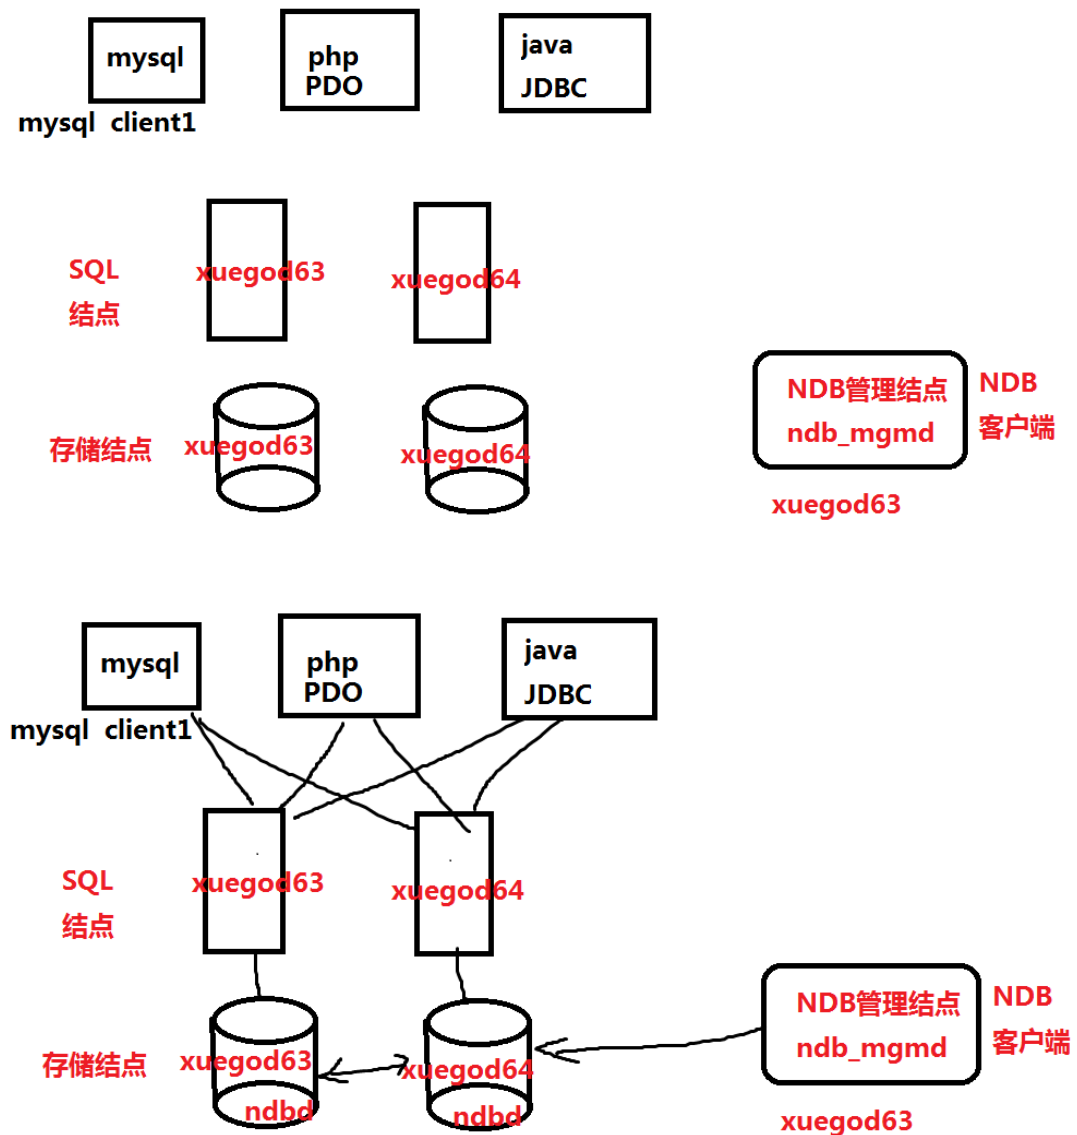 mysql
php
PDO
java
JDBC
mysql client1
SQL
结点
xuegod63
xuegod64
存储结点
xuegod63
xuegod64
NDB管理结点
ndb_mgmd
NDB
客户端
xuegod63
mysql
php
PDO
java
JDBC
mysql client1
SQL
结点
xuegod63
xuegod64
存储结点
xuegod63
ndbd
xuegod64
ndbd
NDB管理结点
ndb_mgmd
NDB
客户端
xuegod63